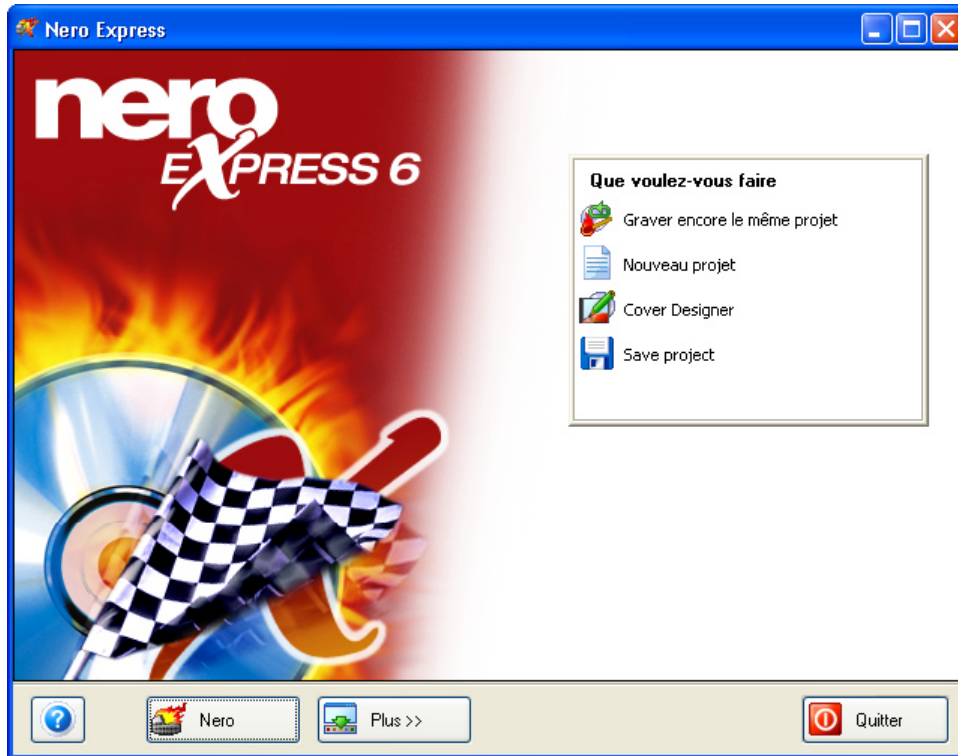 Nero Express
nero
EXPRESS 6
Que voulez-vous faire
Graver encore le même projet
Nouveau projet
Cover Designer
Save project
?
Nero
Plus >>
Quitter